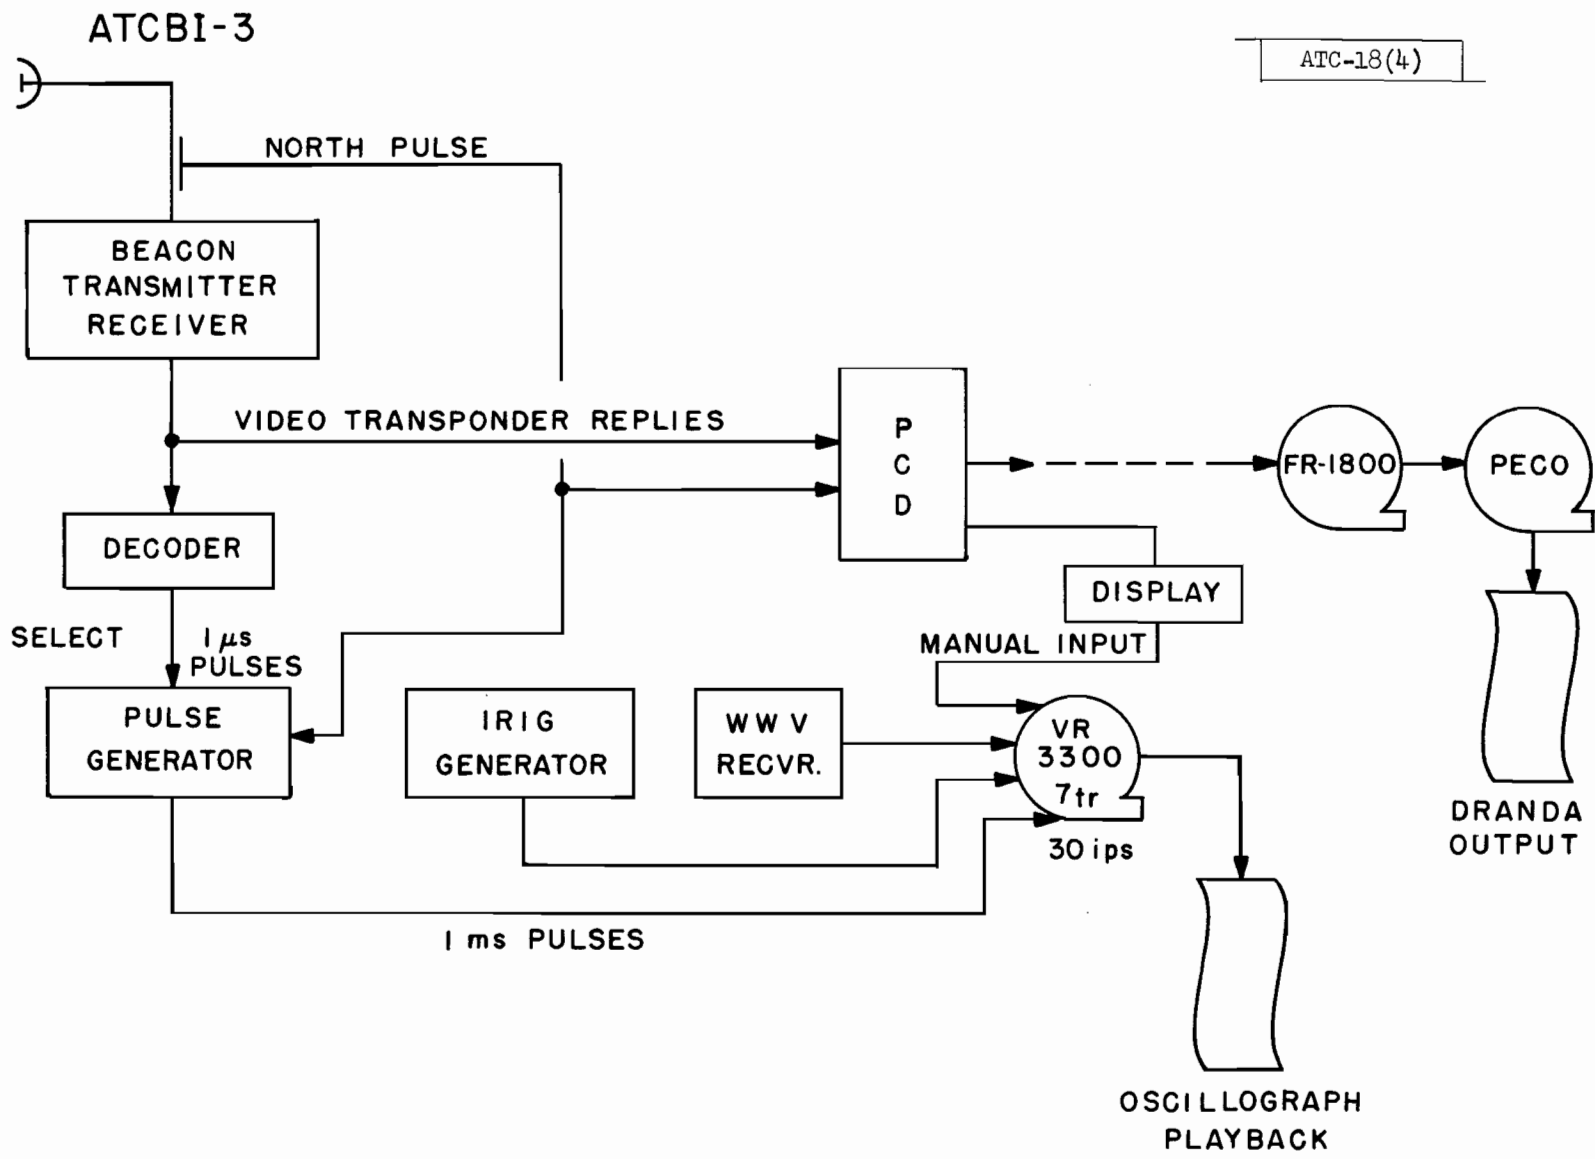 ATCBI-3
ATC-18(4)
NORTH PULSE
BEACON
TRANSMITTER
RECEIVER
VIDEO TRANSPONDER REPLIES
P
C
D
FR-1800
PECO
DECODER
DISPLAY
SELECT
1 μs
PULSES
MANUAL INPUT
PULSE
GENERATOR
IRIG
GENERATOR
WWV
RECVR.
VR
3300
7tr
30 ips
DRANDA
OUTPUT
1 ms PULSES
OSCILLOGRAPH
PLAYBACK